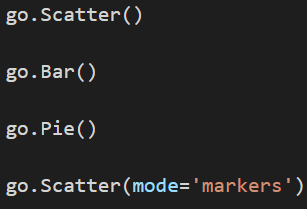 go.Scatter()
go.Bar()
go.Pie()
go.Scatter(mode='markers')